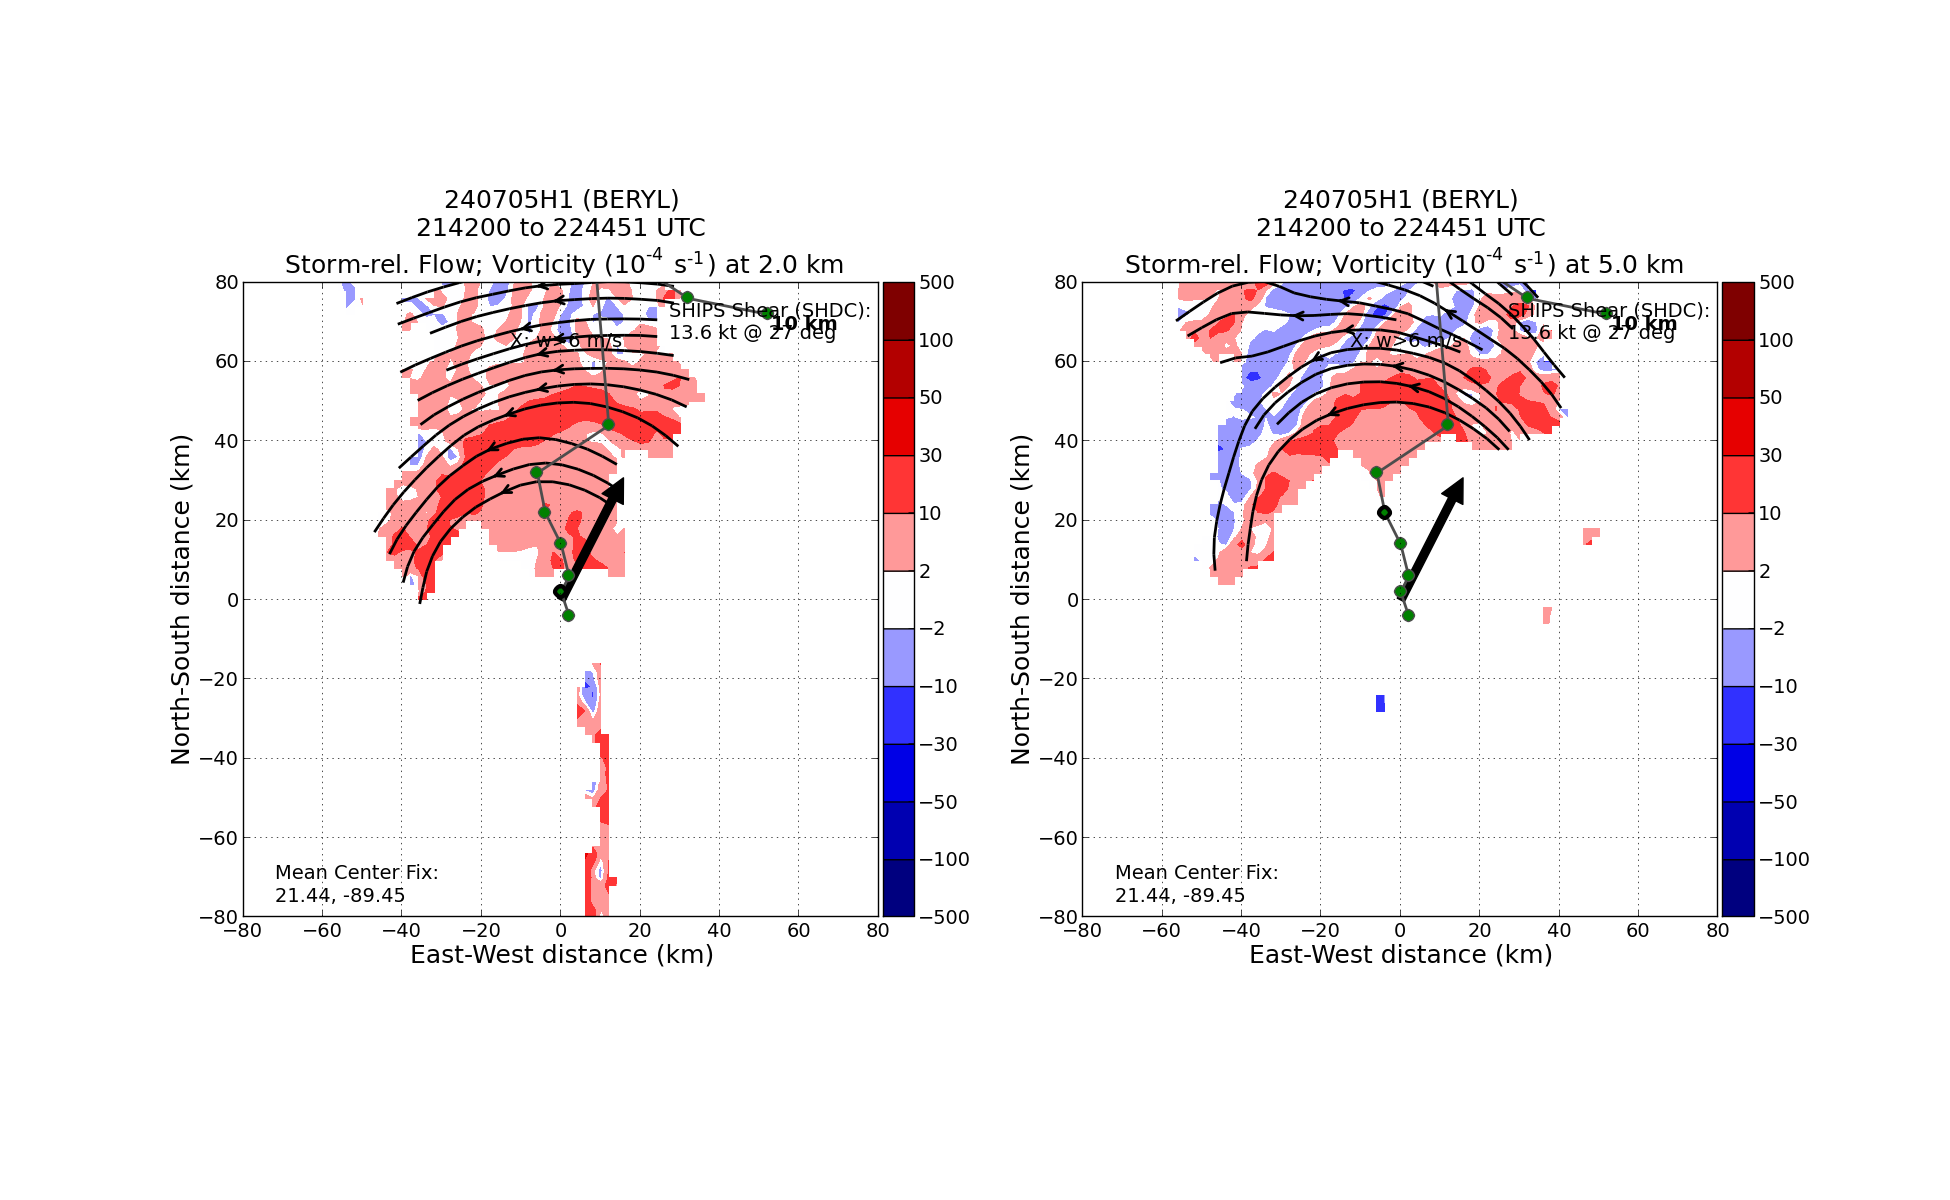 240705H1 (BERYL)
214200 to 224451 UTC
Storm-rel. Flow; Vorticity (10^-4 s^-1) at 2.0 km
80
60
40
20
0
−20
−40
−60
−80
North-South distance (km)
SHIPS Shear (SHDC):
13.6 kt @ 27 deg
10 km
X: w>6 m/s
Mean Center Fix:
21.44, -89.45
−80 −60 −40 −20 0 20 40 60 80
East-West distance (km)
500
100
50
30
10
2
−2
−10
−30
−50
−100
−500
240705H1 (BERYL)
214200 to 224451 UTC
Storm-rel. Flow; Vorticity (10^-4 s^-1) at 5.0 km
80
60
40
20
0
−20
−40
−60
−80
North-South distance (km)
SHIPS Shear (SHDC):
13.6 kt @ 27 deg
10 km
X: w>6 m/s
Mean Center Fix:
21.44, -89.45
−80 −60 −40 −20 0 20 40 60 80
East-West distance (km)
500
100
50
30
10
2
−2
−10
−30
−50
−100
−500